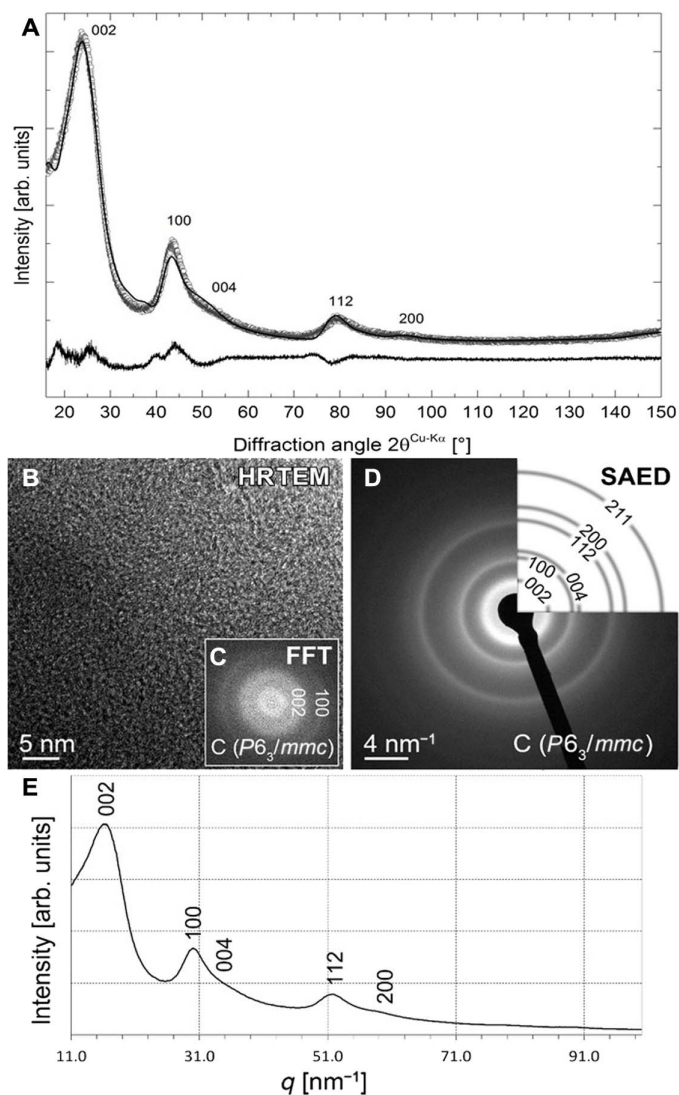 A
002
100
004
112
200
Intensity [arb. units]
20 30 40 50 60 70 80 90 100 110 120 130 140 150
Diffraction angle 2θ^Cu-Kα [°]
B
HRTEM
5 nm
C
FFT
002
100
C (P6₃/mmc)
D
SAED
211
200
112
100
004
002
4 nm⁻¹
C (P6₃/mmc)
E
002
100
004
112
200
Intensity [arb. units]
11.0 31.0 51.0 71.0 91.0
q [nm⁻¹]